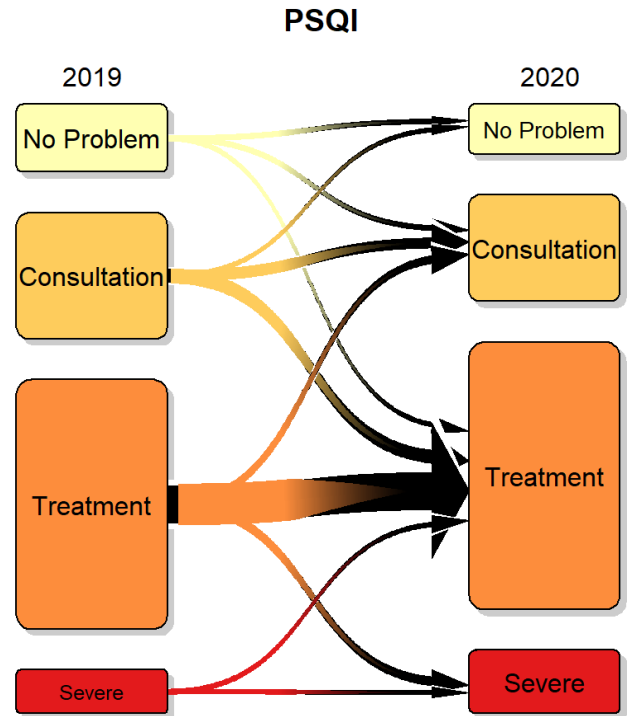 PSQI
2019
2020
No Problem
No Problem
Consultation
Consultation
Treatment
Treatment
Severe
Severe